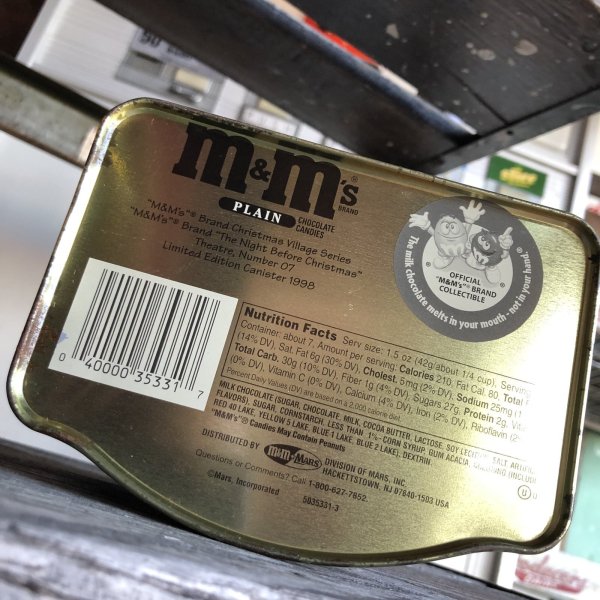 m&m's®
BRAND
PLAIN
CHOCOLATE
CANDIES
"M&M's"® Brand Christmas Village Series
"M&M's"® Brand "The Night Before Christmas"
Theatre, Number 07
Limited Edition Canister 1998
OFFICIAL
"M&M's"® BRAND
COLLECTIBLE
The milk chocolate melts in your mouth - not in your hand®
0 40000 35331 7
Nutrition Facts Serv size: 1.5 oz (42g/about 1/4 cup), Serving
Container: about 7, Amount per serving: Calories 210, Fat Cal. 80, Total F
(14% DV), Sat. Fat 6g (30% DV), Cholest. 5mg (2% DV), Sodium 25mg (1
Total Carb. 30g (10% DV), Fiber 1g (4% DV), Sugars 27g, Protein 2g, Vit
(0% DV), Vitamin C (0% DV), Calcium (4% DV), Iron (2% DV), Riboflavin (2%
Percent Daily Values (DV) are based on a 2,000 calorie diet.
MILK CHOCOLATE (SUGAR, CHOCOLATE, MILK, COCOA BUTTER, LACTOSE, SOY LECITHIN, SALT, ARTIFIC
FLAVORS), SUGAR, CORNSTARCH, LESS THAN 1% - CORN SYRUP, GUM ACACIA, COLORING (INCLUD
RED 40 LAKE, YELLOW 5 LAKE, BLUE 1 LAKE, BLUE 2 LAKE), DEXTRIN.
"M&M's"® Candies May Contain Peanuts
DISTRIBUTED BY m&m-MARS DIVISION OF MARS, INC.
HACKETTSTOWN, NJ 07840-1503 USA
Questions or Comments? Call 1-800-627-7852.
©Mars, Incorporated 5035331-3
U D